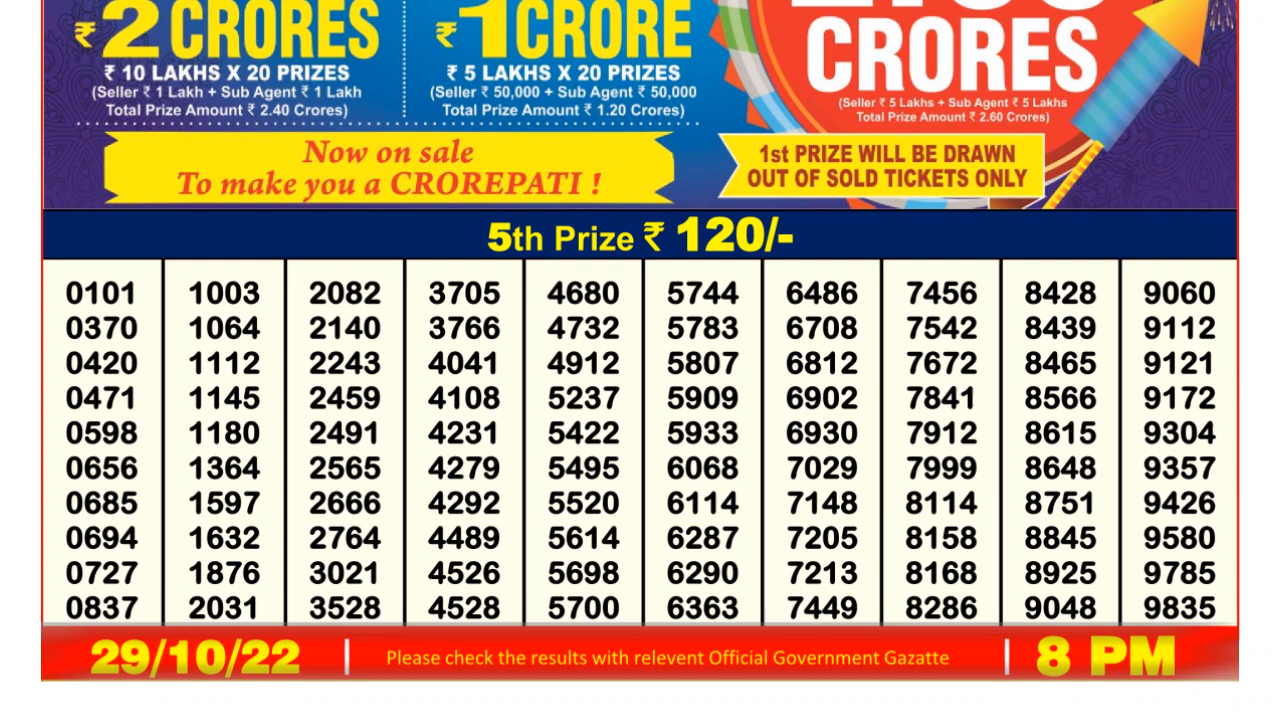 ₹2 CRORES
₹ 10 LAKHS X 20 PRIZES
(Seller ₹ 1 Lakh + Sub Agent ₹ 1 Lakh
Total Prize Amount ₹ 2.40 Crores)
₹1CRORE
₹ 5 LAKHS X 20 PRIZES
(Seller ₹ 50,000 + Sub Agent ₹ 50,000
Total Prize Amount ₹ 1.20 Crores)
CRORES
(Seller ₹ 5 Lakhs + Sub Agent ₹ 5 Lakhs
Total Prize Amount ₹ 2.60 Crores)
Now on sale
To make you a CROREPATI !
1st PRIZE WILL BE DRAWN
OUT OF SOLD TICKETS ONLY
5th Prize ₹ 120/-
0101 1003 2082 3705 4680 5744 6486 7456 8428 9060
0370 1064 2140 3766 4732 5783 6708 7542 8439 9112
0420 1112 2243 4041 4912 5807 6812 7672 8465 9121
0471 1145 2459 4108 5237 5909 6902 7841 8566 9172
0598 1180 2491 4231 5422 5933 6930 7912 8615 9304
0656 1364 2565 4279 5495 6068 7029 7999 8648 9357
0685 1597 2666 4292 5520 6114 7148 8114 8751 9426
0694 1632 2764 4489 5614 6287 7205 8158 8845 9580
0727 1876 3021 4526 5698 6290 7213 8168 8925 9785
0837 2031 3528 4528 5700 6363 7449 8286 9048 9835
29/10/22 | Please check the results with relevent Official Government Gazatte | 8 PM